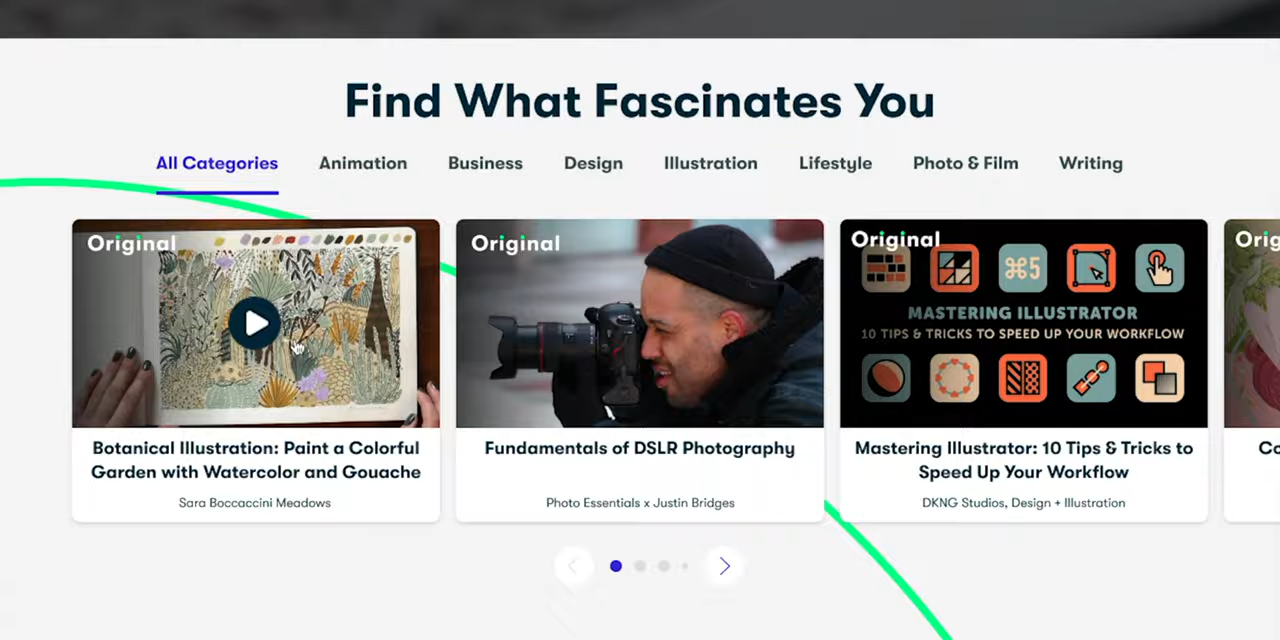 Find What Fascinates You
All Categories Animation Business Design Illustration Lifestyle Photo & Film Writing
Original
Original
Original
⌘5
MASTERING ILLUSTRATOR
10 TIPS & TRICKS TO SPEED UP YOUR WORKFLOW
Botanical Illustration: Paint a Colorful
Garden with Watercolor and Gouache
Sara Boccaccini Meadows
Fundamentals of DSLR Photography
Photo Essentials x Justin Bridges
Mastering Illustrator: 10 Tips & Tricks to
Speed Up Your Workflow
DKNG Studios, Design + Illustration